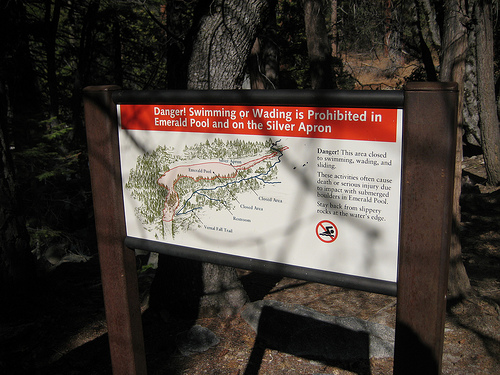 Danger! Swimming or Wading is Prohibited in
Emerald Pool and on the Silver Apron
Danger! This area closed
to swimming, wading, and
sliding.
These activities often cause
death or serious injury due
to impact with submerged
boulders in Emerald Pool.
Stay back from slippery
rocks at the water's edge.
Silver Apron
Emerald Pool
Closed Area
Closed Area
Restroom
Vernal Fall Trail